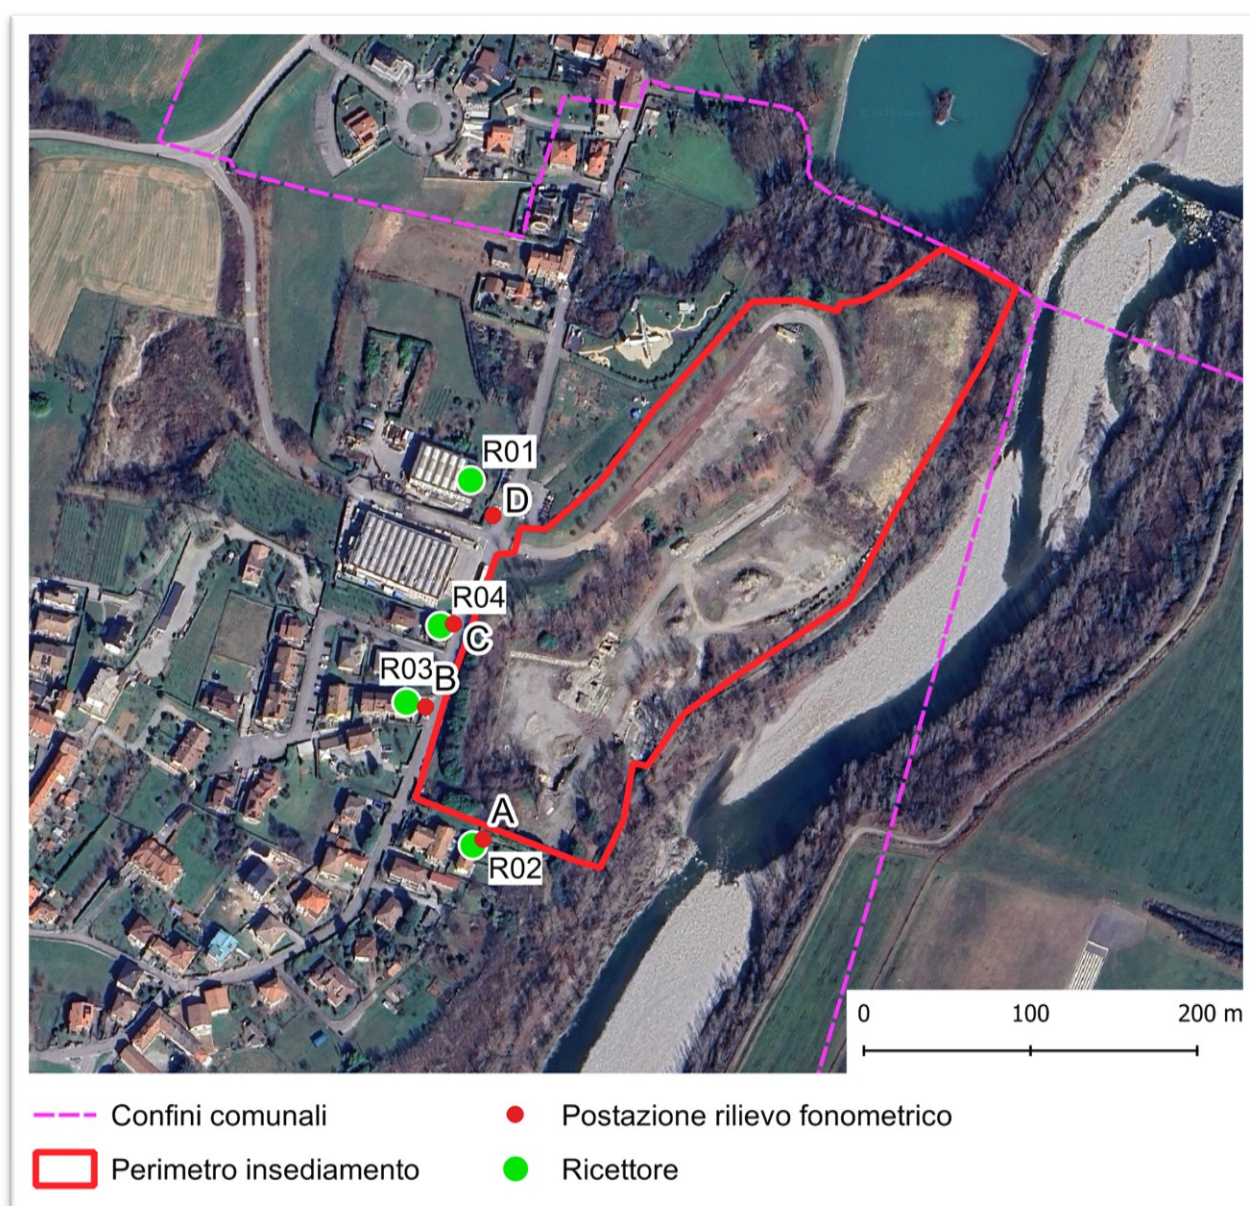 R01
D
R04
C
R03
B
A
R02
0 100 200 m
Confini comunali
Postazione rilievo fonometrico
Perimetro insediamento
Ricettore